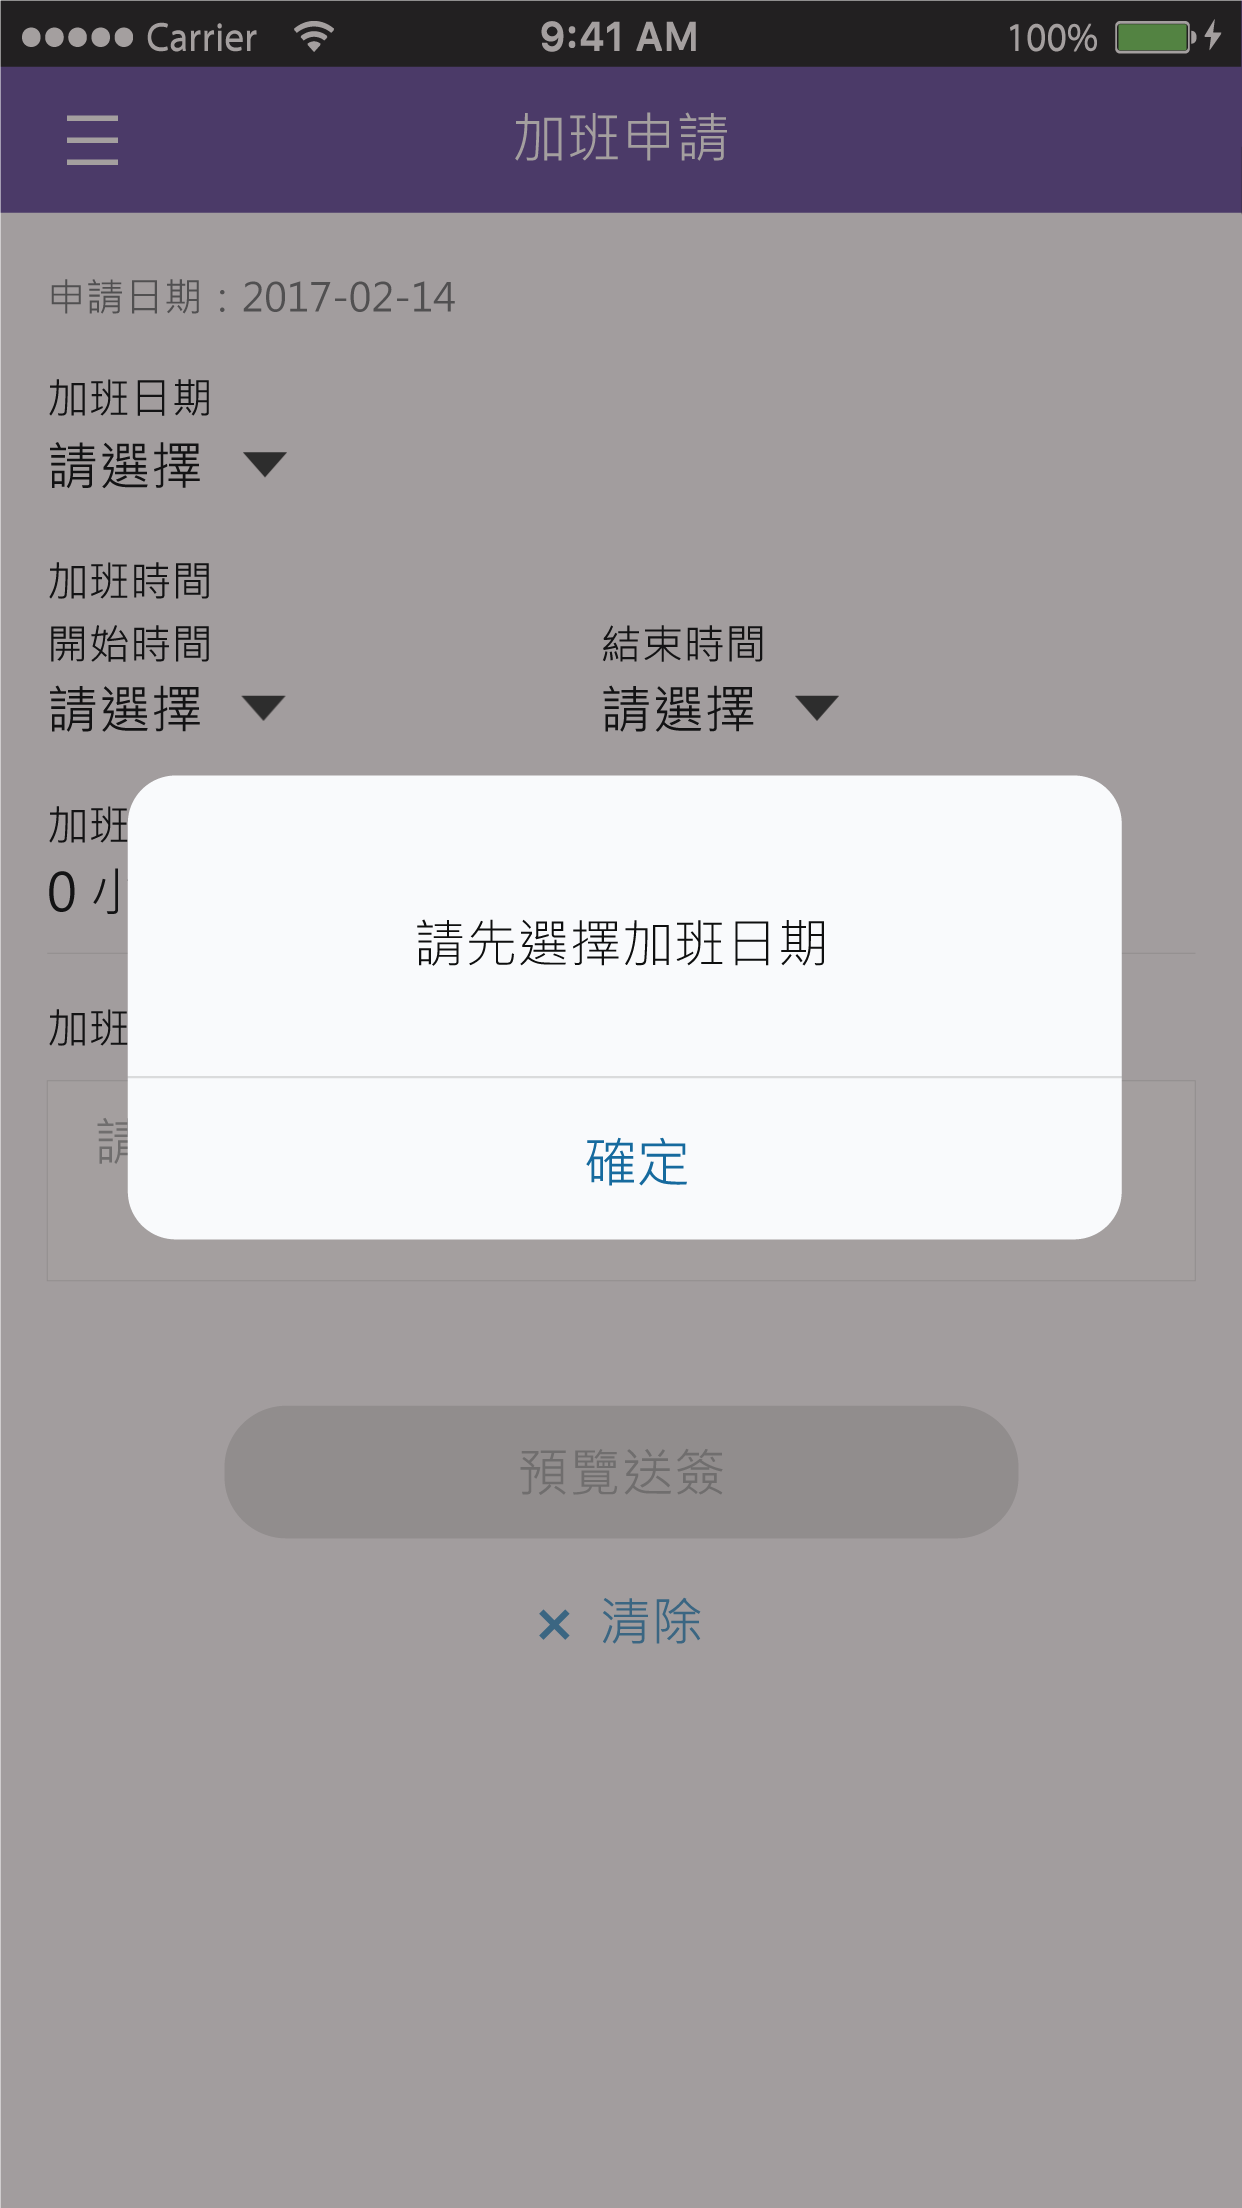 Carrier 9:41 AM 100%
加班申請
申請日期：2017-02-14
加班日期
請選擇
加班時間
開始時間 結束時間
請選擇 請選擇
加班
0 小
請先選擇加班日期
加班
請
確定
預覽送簽
× 清除